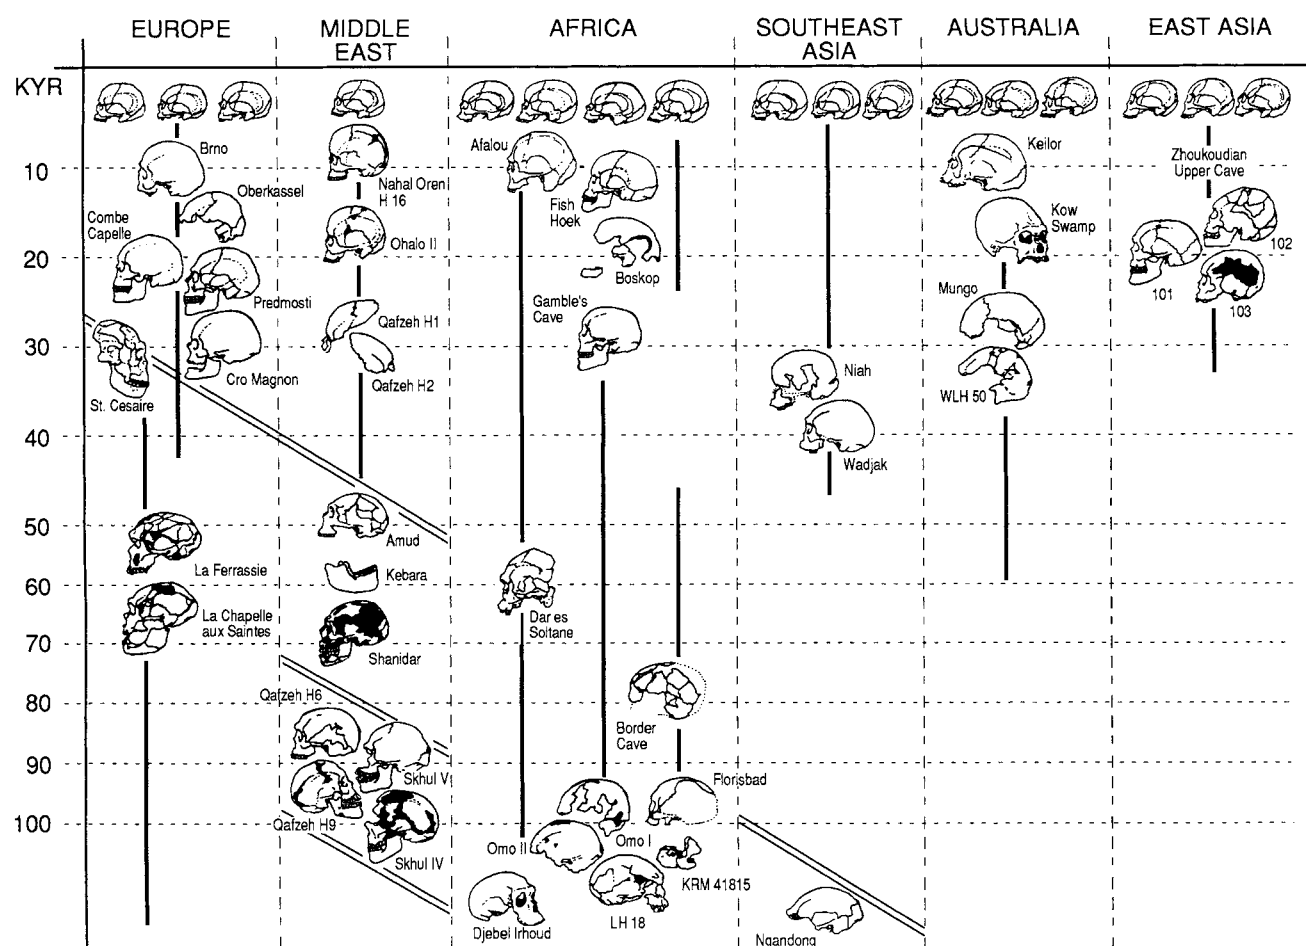 EUROPE
MIDDLE
EAST
AFRICA
SOUTHEAST
ASIA
AUSTRALIA
EAST ASIA
KYR
10
20
30
40
50
60
70
80
90
100
Brno
Oberkassel
Combe
Capelle
Predmosti
Cro Magnon
St. Cesaire
La Ferrassie
La Chapelle
aux Saintes
Nahal Oren
H 16
Ohalo II
Qafzeh H1
Qafzeh H2
Amud
Kebara
Shanidar
Qafzeh H6
Skhul V
Qafzeh H9
Skhul IV
Afalou
Fish
Hoek
Boskop
Gamble's
Cave
Dar es
Soltane
Border
Cave
Florisbad
Omo I
Omo II
KRM 41815
LH 18
Djebel Irhoud
Niah
Wadjak
Ngandong
Keilor
Kow
Swamp
Mungo
WLH 50
Zhoukoudian
Upper Cave
102
101
103